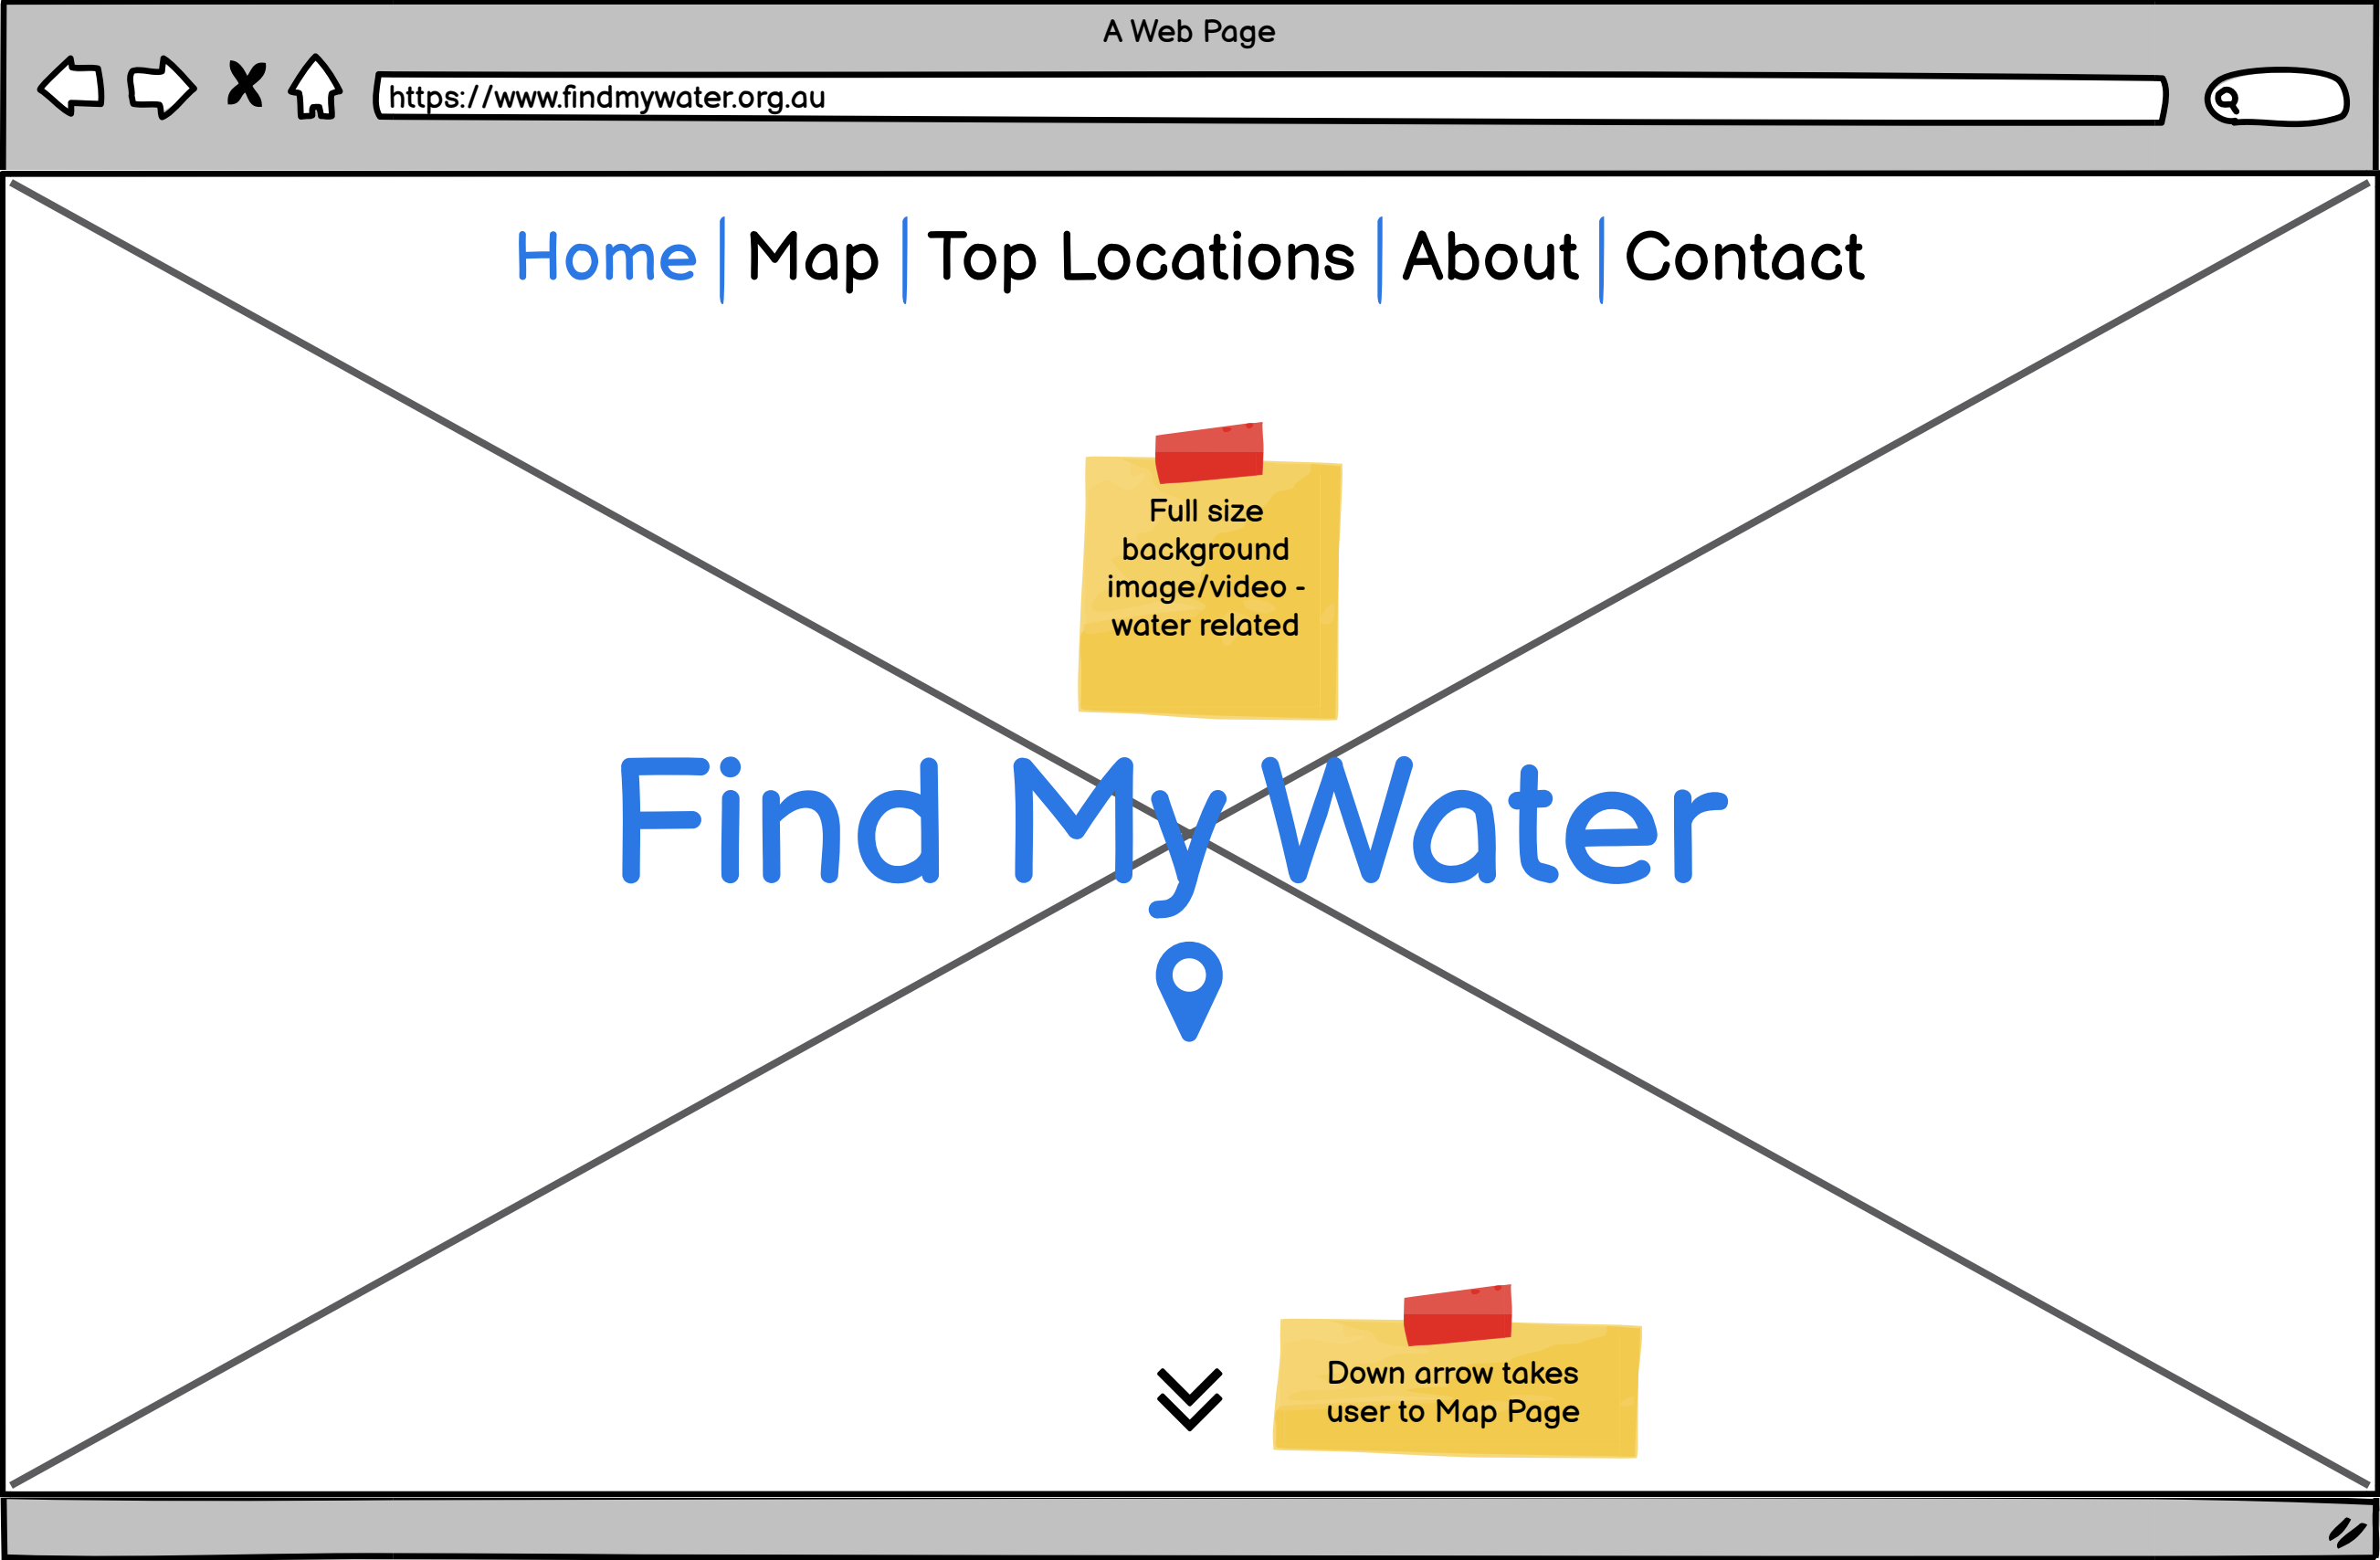 A Web Page
https://www.findmywater.org.au
Home Map Top Locations About Contact
Full size
background
image/video -
water related
Find My Water
Down arrow takes
user to Map Page